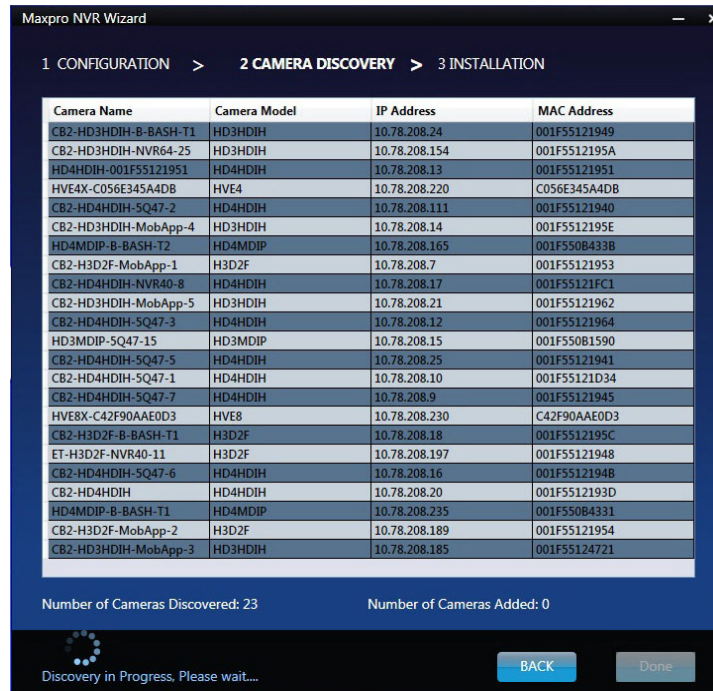 Maxpro NVR Wizard
1 CONFIGURATION > 2 CAMERA DISCOVERY > 3 INSTALLATION
Camera Name Camera Model IP Address MAC Address
CB2-HD3HDIH-B-BASH-T1 HD3HDIH 10.78.208.24 001F55121949
CB2-HD3HDIH-NVR64-25 HD3HDIH 10.78.208.154 001F5512195A
HD4HDIH-001F55121951 HD4HDIH 10.78.208.13 001F55121951
HVE4X-C056E345A4DB HVE4 10.78.208.220 C056E345A4DB
CB2-HD4HDIH-5Q47-2 HD4HDIH 10.78.208.111 001F55121940
CB2-HD3HDIH-MobApp-4 HD3HDIH 10.78.208.14 001F5512195E
HD4MDIP-B-BASH-T2 HD4MDIP 10.78.208.165 001F550B433B
CB2-H3D2F-MobApp-1 H3D2F 10.78.208.7 001F55121953
CB2-HD4HDIH-NVR40-8 HD4HDIH 10.78.208.17 001F55121FC1
CB2-HD3HDIH-MobApp-5 HD3HDIH 10.78.208.21 001F55121962
CB2-HD4HDIH-5Q47-3 HD4HDIH 10.78.208.12 001F55121964
HD3MDIP-5Q47-15 HD3MDIP 10.78.208.15 001F550B1590
CB2-HD4HDIH-5Q47-5 HD4HDIH 10.78.208.25 001F55121941
CB2-HD4HDIH-5Q47-1 HD4HDIH 10.78.208.10 001F55121D34
CB2-HD4HDIH-5Q47-7 HD4HDIH 10.78.208.9 001F55121945
HVE8X-C42F90AAE0D3 HVE8 10.78.208.230 C42F90AAE0D3
CB2-H3D2F-B-BASH-T1 H3D2F 10.78.208.18 001F5512195C
ET-H3D2F-NVR40-11 H3D2F 10.78.208.197 001F55121948
CB2-HD4HDIH-5Q47-6 HD4HDIH 10.78.208.16 001F5512194B
CB2-HD4HDIH HD4HDIH 10.78.208.20 001F5512193D
HD4MDIP-B-BASH-T1 HD4MDIP 10.78.208.235 001F550B4331
CB2-H3D2F-MobApp-2 H3D2F 10.78.208.189 001F55121954
CB2-HD3HDIH-MobApp-3 HD3HDIH 10.78.208.185 001F55124721
Number of Cameras Discovered: 23 Number of Cameras Added: 0
BACK Done
Discovery in Progress, Please wait....